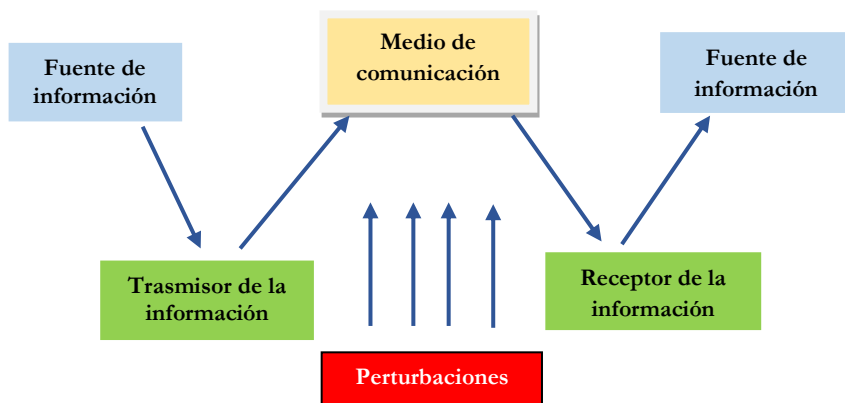 Fuente de
información
Medio de
comunicación
Fuente de
información
Trasmisor de la
información
Receptor de la
información
Perturbaciones